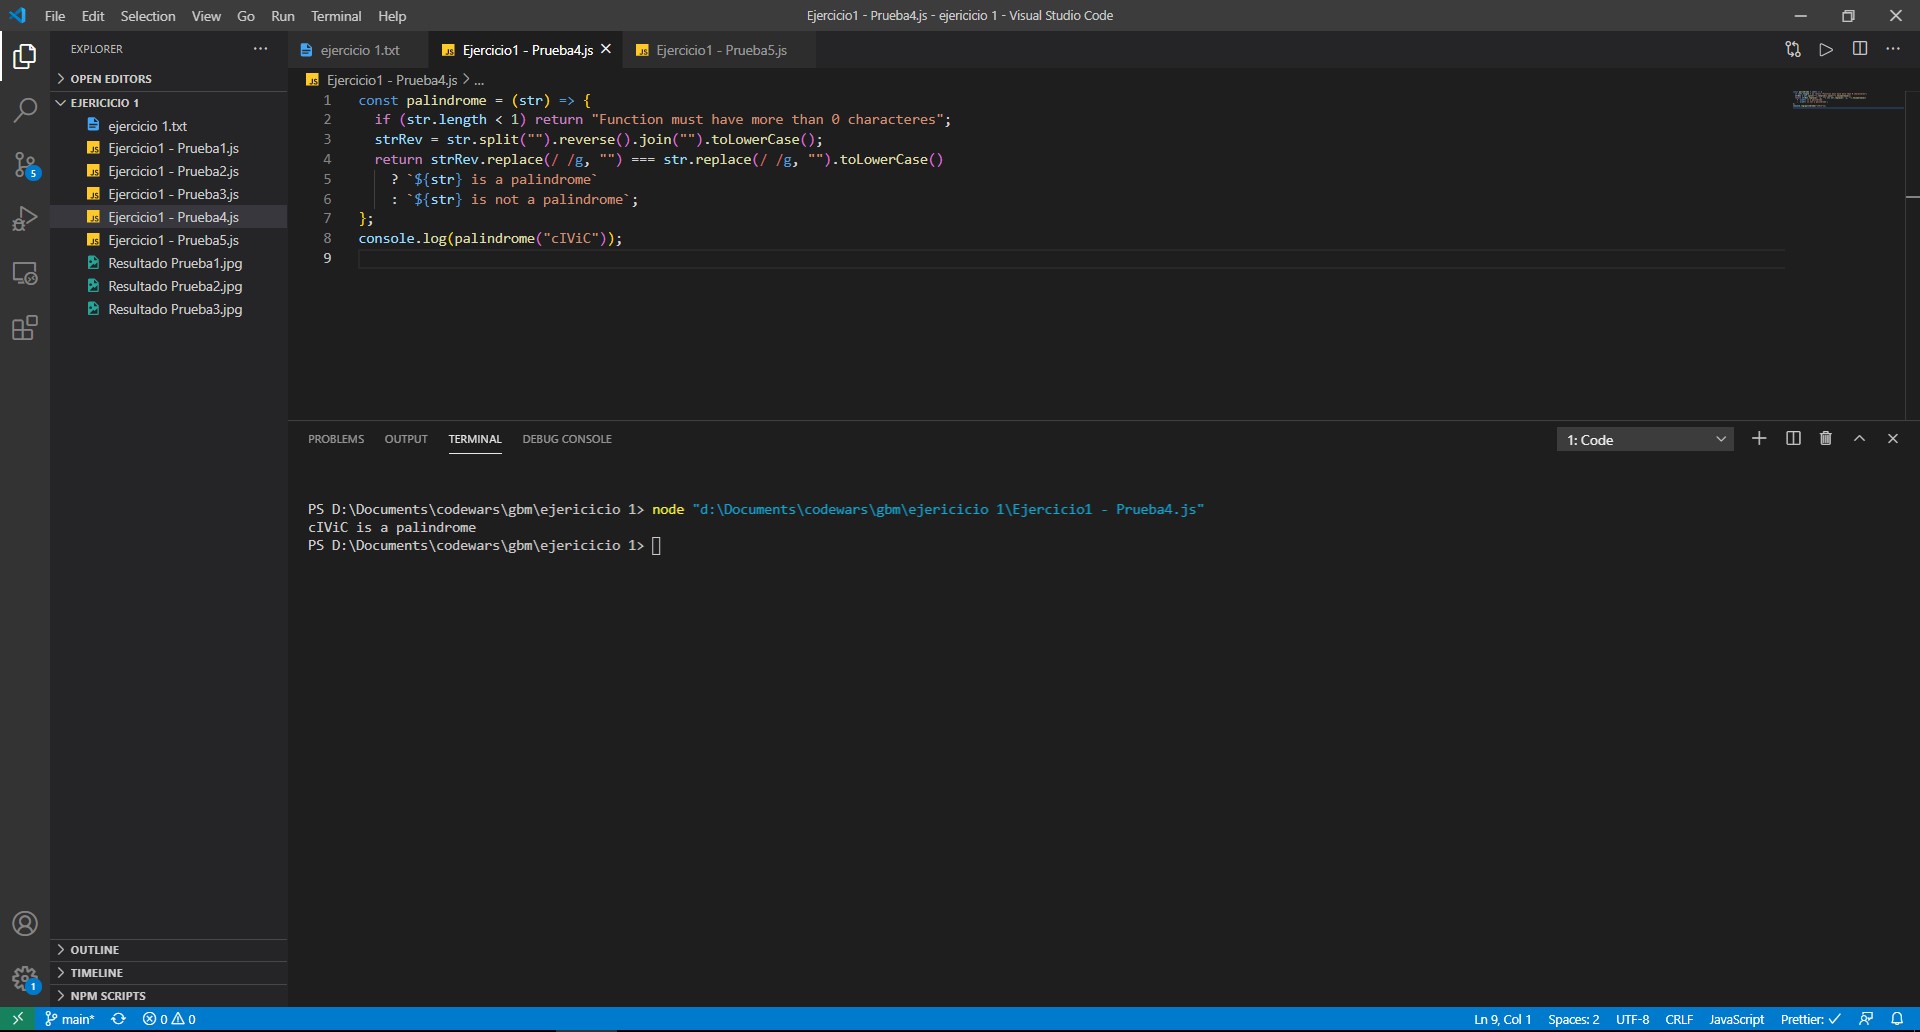 File Edit Selection View Go Run Terminal Help
Ejercicio1 - Prueba4.js - ejericicio 1 - Visual Studio Code
EXPLORER
OPEN EDITORS
EJERICICIO 1
ejercicio 1.txt
Ejercicio1 - Prueba1.js
Ejercicio1 - Prueba2.js
Ejercicio1 - Prueba3.js
Ejercicio1 - Prueba4.js
Ejercicio1 - Prueba5.js
Resultado Prueba1.jpg
Resultado Prueba2.jpg
Resultado Prueba3.jpg
OUTLINE
TIMELINE
NPM SCRIPTS
5
1
ejercicio 1.txt
Ejercicio1 - Prueba4.js
Ejercicio1 - Prueba5.js
Ejercicio1 - Prueba4.js > ...
1 const palindrome = (str) => {
2 if (str.length < 1) return "Function must have more than 0 characteres";
3 strRev = str.split("").reverse().join("").toLowerCase();
4 return strRev.replace(/ /g, "") === str.replace(/ /g, "").toLowerCase()
5 ? `${str} is a palindrome`
6 : `${str} is not a palindrome`;
7 };
8 console.log(palindrome("cIViC"));
9
PROBLEMS OUTPUT TERMINAL DEBUG CONSOLE
1: Code
PS D:\Documents\codewars\gbm\ejericicio 1> node "d:\Documents\codewars\gbm\ejericicio 1\Ejercicio1 - Prueba4.js"
cIViC is a palindrome
PS D:\Documents\codewars\gbm\ejericicio 1>
main* 0 0
Ln 9, Col 1 Spaces: 2 UTF-8 CRLF JavaScript Prettier: ✓